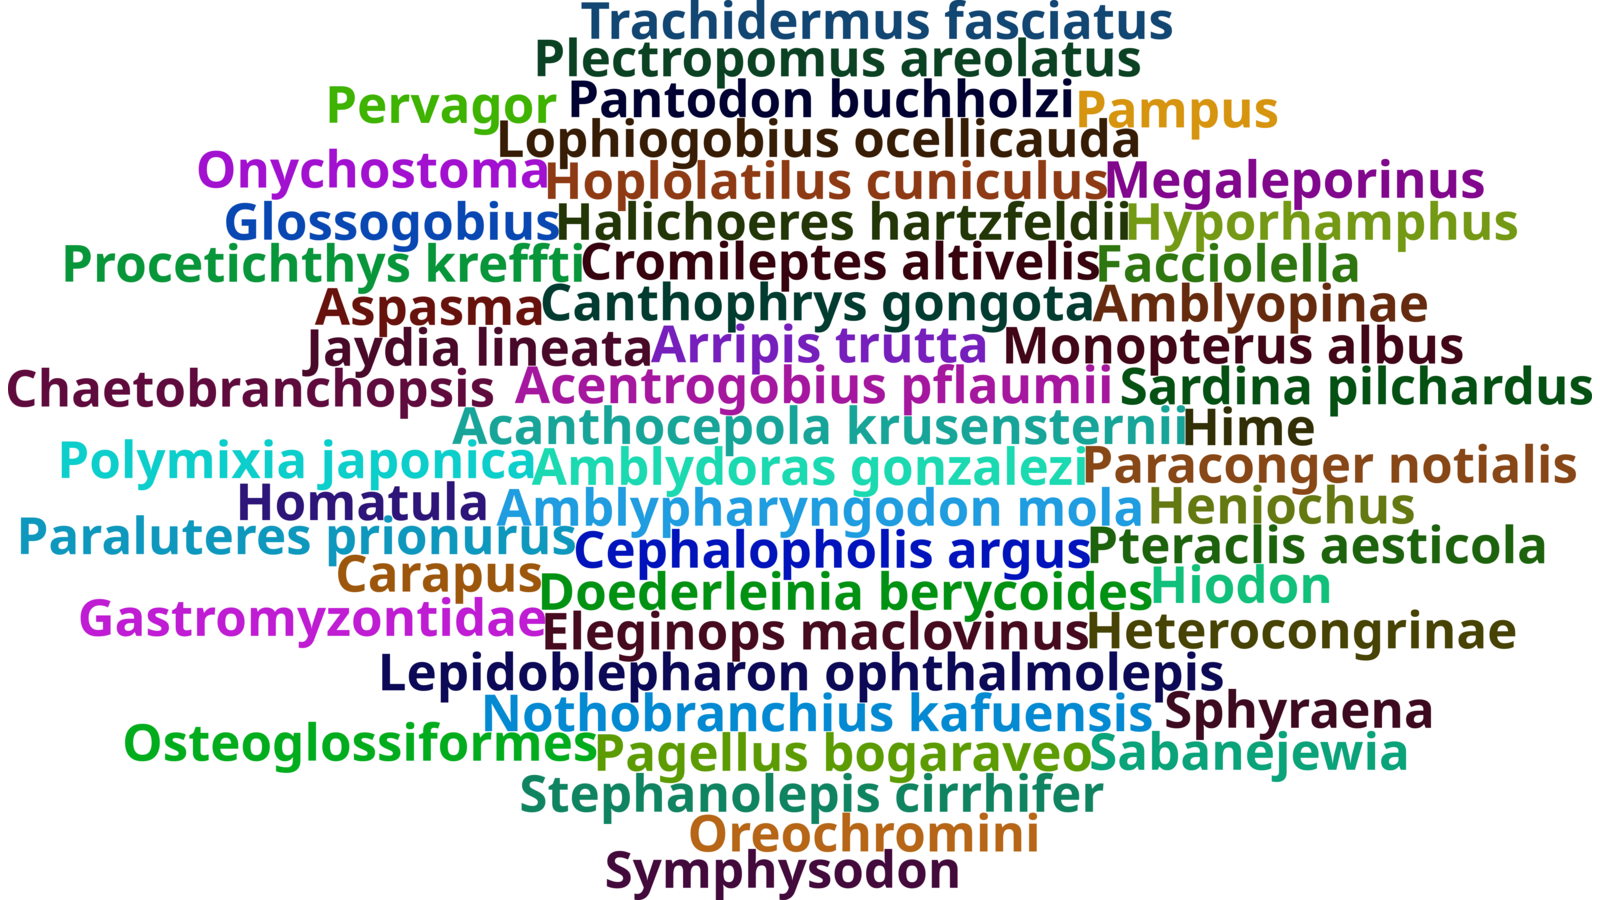 Trachidermus fasciatus
Plectropomus areolatus
Pervagor Pantodon buchholzi Pampus
Lophiogobius ocellicauda
Onychostoma Hoplolatilus cuniculus Megaleporinus
Glossogobius Halichoeres hartzfeldii Hyporhamphus
Procetichthys kreffti Cromileptes altivelis Facciolella
Aspasma Canthophrys gongota Amblyopinae
Jaydia lineata Arripis trutta Monopterus albus
Chaetobranchopsis Acentrogobius pflaumii Sardina pilchardus
Acanthocepola krusensternii Hime
Polymixia japonica Amblydoras gonzalezi Paraconger notialis
Homatula Amblypharyngodon mola Heniochus
Paraluteres prionurus Cephalopholis argus Pteraclis aesticola
Carapus Doederleinia berycoides Hiodon
Gastromyzontidae Eleginops maclovinus Heterocongrinae
Lepidoblepharon ophthalmolepis
Nothobranchius kafuensis Sphyraena
Osteoglossiformes Pagellus bogaraveo Sabanejewia
Stephanolepis cirrhifer
Oreochromini
Symphysodon